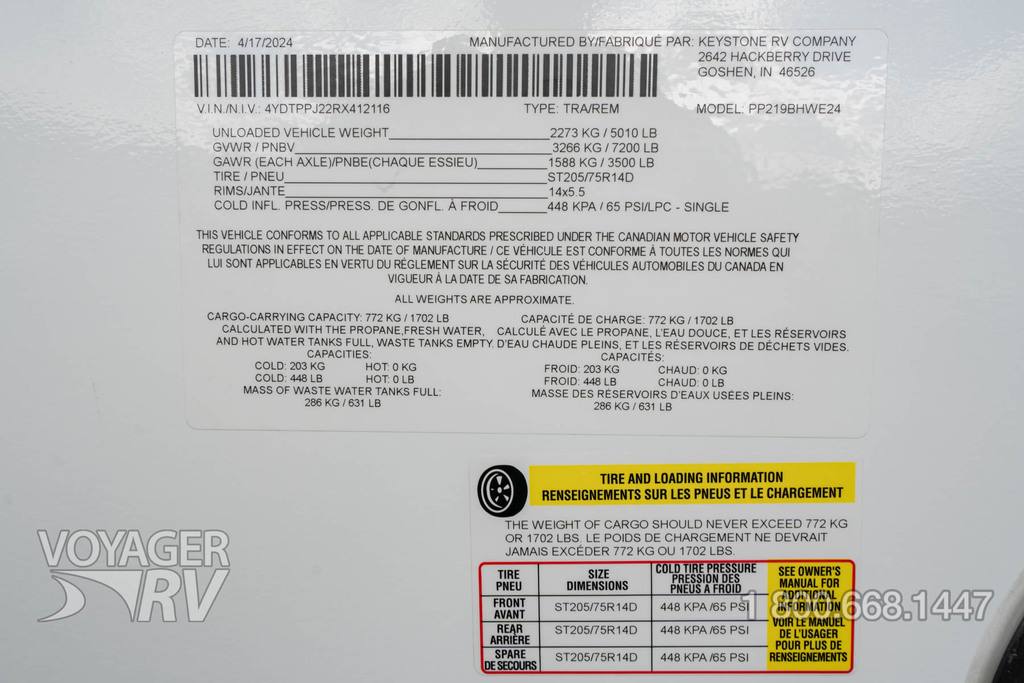 DATE: 4/17/2024
MANUFACTURED BY/FABRIQUÉ PAR: KEYSTONE RV COMPANY
2642 HACKBERRY DRIVE
GOSHEN, IN 46526
V.I.N./N.I.V.: 4YDTPPJ22RX412116 TYPE: TRA/REM MODEL: PP219BHWE24
UNLOADED VEHICLE WEIGHT 2273 KG / 5010 LB
GVWR / PNBV 3266 KG / 7200 LB
GAWR (EACH AXLE)/PNBE(CHAQUE ESSIEU) 1588 KG / 3500 LB
TIRE / PNEU ST205/75R14D
RIMS/JANTE 14x5.5
COLD INFL. PRESS/PRESS. DE GONFL. À FROID 448 KPA / 65 PSI/LPC - SINGLE
THIS VEHICLE CONFORMS TO ALL APPLICABLE STANDARDS PRESCRIBED UNDER THE CANADIAN MOTOR VEHICLE SAFETY
REGULATIONS IN EFFECT ON THE DATE OF MANUFACTURE / CE VÉHICULE EST CONFORME À TOUTES LES NORMES QUI
LUI SONT APPLICABLES EN VERTU DU RÈGLEMENT SUR LA SÉCURITÉ DES VÉHICULES AUTOMOBILES DU CANADA EN
VIGUEUR À LA DATE DE SA FABRICATION.
ALL WEIGHTS ARE APPROXIMATE.
CARGO-CARRYING CAPACITY: 772 KG / 1702 LB
CALCULATED WITH THE PROPANE,FRESH WATER,
AND HOT WATER TANKS FULL, WASTE TANKS EMPTY.
CAPACITIES:
COLD: 203 KG HOT: 0 KG
COLD: 448 LB HOT: 0 LB
MASS OF WASTE WATER TANKS FULL:
286 KG / 631 LB
CAPACITÉ DE CHARGE: 772 KG / 1702 LB
CALCULÉ AVEC LE PROPANE, L'EAU DOUCE, ET LES RÉSERVOIRS
D'EAU CHAUDE PLEINS, ET LES RÉSERVOIRS DE DÉCHETS VIDES.
CAPACITÉS:
FROID: 203 KG CHAUD: 0 KG
FROID: 448 LB CHAUD: 0 LB
MASSE DES RÉSERVOIRS D'EAUX USÉES PLEINS:
286 KG / 631 LB
TIRE AND LOADING INFORMATION
RENSEIGNEMENTS SUR LES PNEUS ET LE CHARGEMENT
THE WEIGHT OF CARGO SHOULD NEVER EXCEED 772 KG
OR 1702 LBS. LE POIDS DE CHARGEMENT NE DEVRAIT
JAMAIS EXCÉDER 772 KG OU 1702 LBS.
TIRE
PNEU
SIZE
DIMENSIONS
COLD TIRE PRESSURE
PRESSION DES
PNEUS A FROID
FRONT
AVANT
ST205/75R14D 448 KPA /65 PSI
REAR
ARRIÈRE
ST205/75R14D 448 KPA /65 PSI
SPARE
DE SECOURS
ST205/75R14D 448 KPA /65 PSI
SEE OWNER'S
MANUAL FOR
ADDITIONAL
INFORMATION
VOIR LE MANUEL
DE L'USAGER
POUR PLUS DE
RENSEIGNEMENTS
VOYAGER
RV
1.800.668.1447